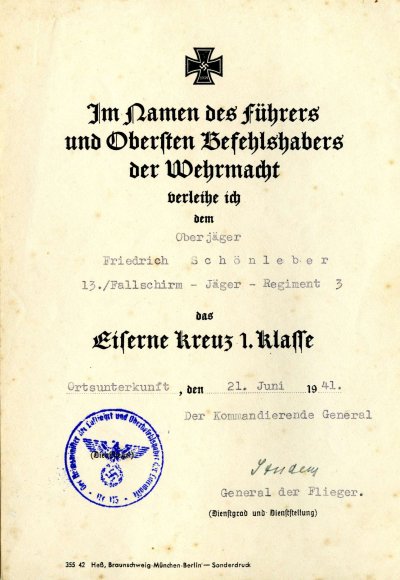 Im Namen des Führers
und Obersten Befehlshabers
der Wehrmacht
verleihe ich
dem
Oberjäger
Friedrich Schönleber
13./Fallschirm - Jäger - Regiment 3
das
Eiserne Kreuz 1. Klasse
Ortsunterkunft, den 21. Juni 1941.
Der Kommandierende General
(Dienstsiegel)
General der Flieger.
(Dienstgrad und Dienststellung)
355 42 Heß, Braunschweig-München-Berlin — Sonderdruck